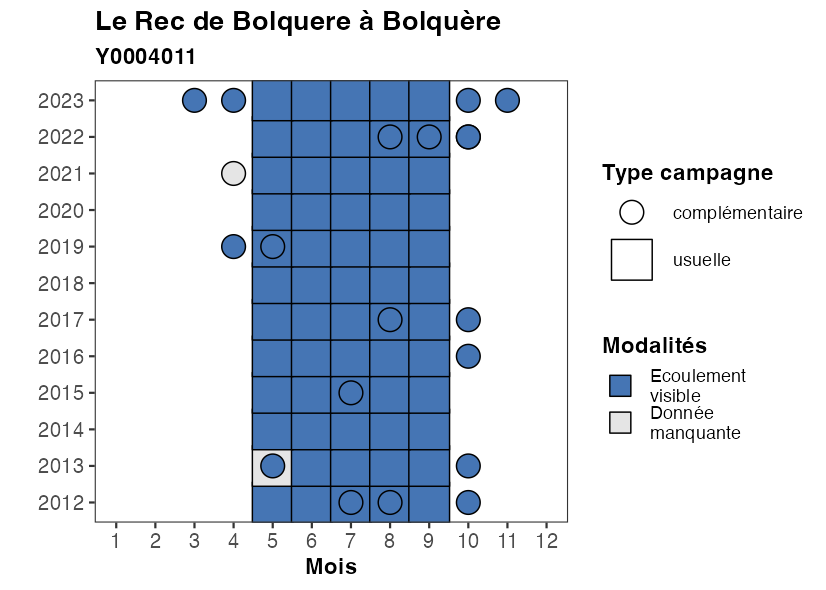 Le Rec de Bolquere à Bolquère
Y0004011
2023
2022
2021
2020
2019
2018
2017
2016
2015
2014
2013
2012
1 2 3 4 5 6 7 8 9 10 11 12
Mois
Type campagne
complémentaire
usuelle
Modalités
Ecoulement
visible
Donnée
manquante